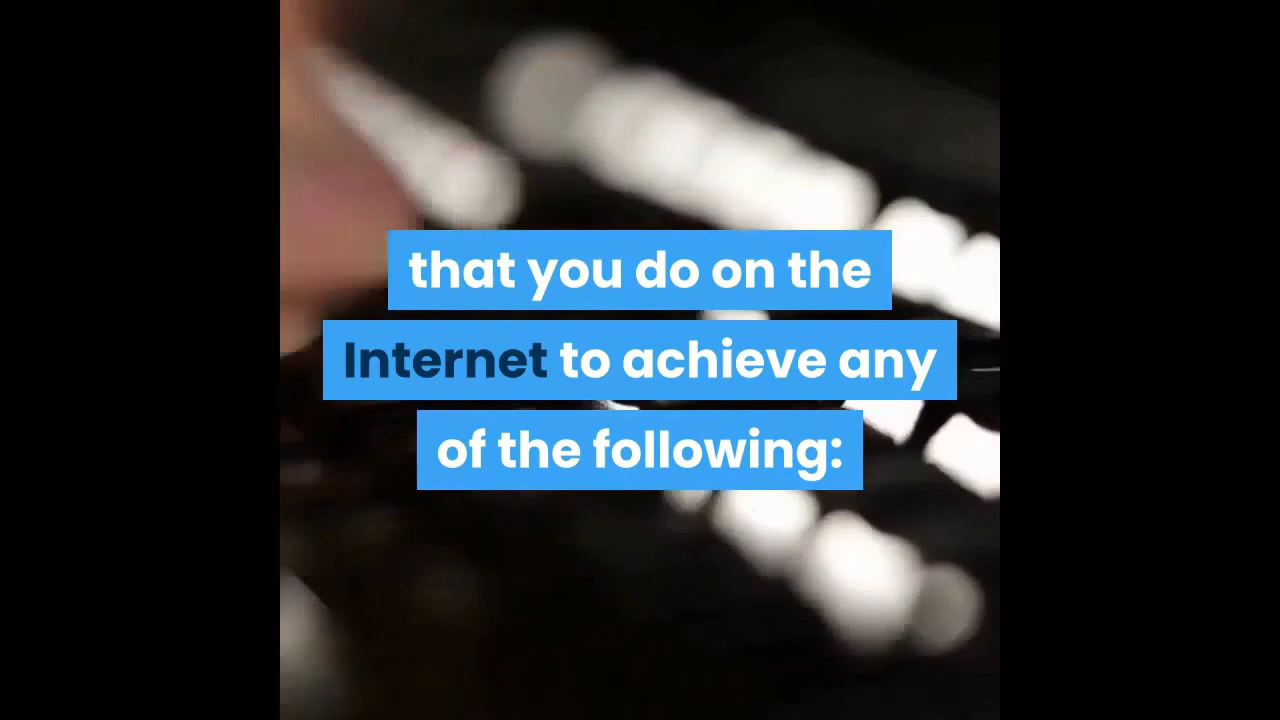 that you do on the
Internet to achieve any
of the following: